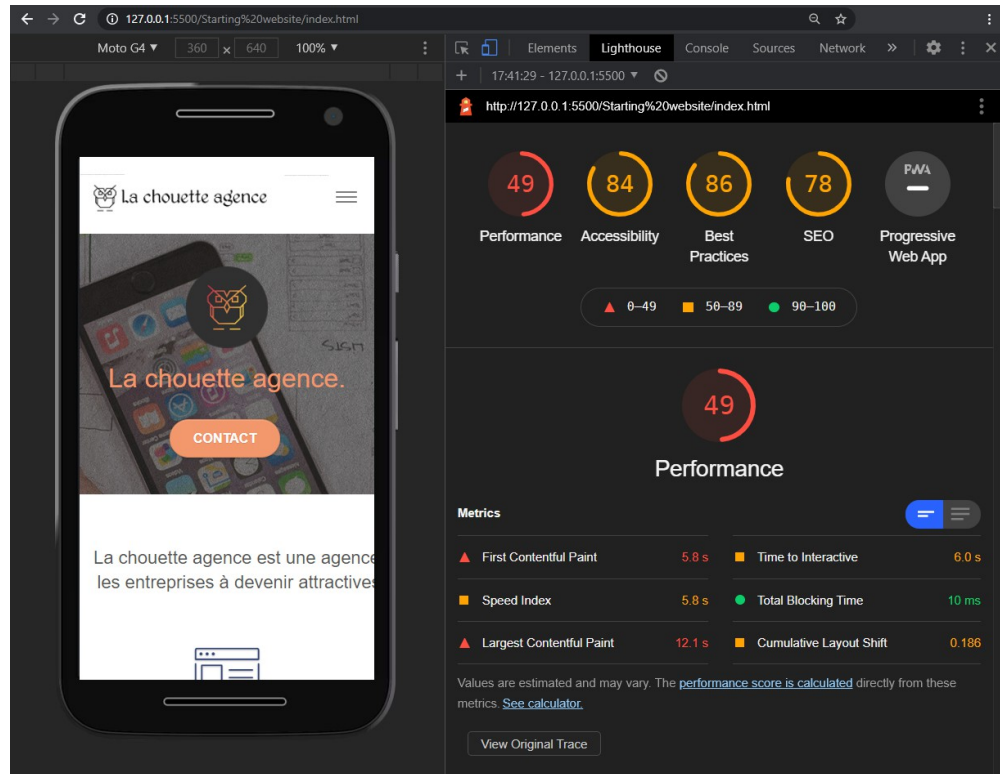 127.0.0.1:5500/Starting%20website/index.html
Moto G4 ▼ 360 x 640 100% ▼
Elements Lighthouse Console Sources Network »
+ 17:41:29 - 127.0.0.1:5500 ▼
http://127.0.0.1:5500/Starting%20website/index.html
La chouette agence
La chouette agence.
CONTACT
La chouette agence est une agence
les entreprises à devenir attractives
49 84 86 78 PWA
Performance Accessibility Best Practices SEO Progressive Web App
0–49 50–89 90–100
49
Performance
Metrics
First Contentful Paint 5.8 s Time to Interactive 6.0 s
Speed Index 5.8 s Total Blocking Time 10 ms
Largest Contentful Paint 12.1 s Cumulative Layout Shift 0.186
Values are estimated and may vary. The performance score is calculated directly from these
metrics. See calculator.
View Original Trace